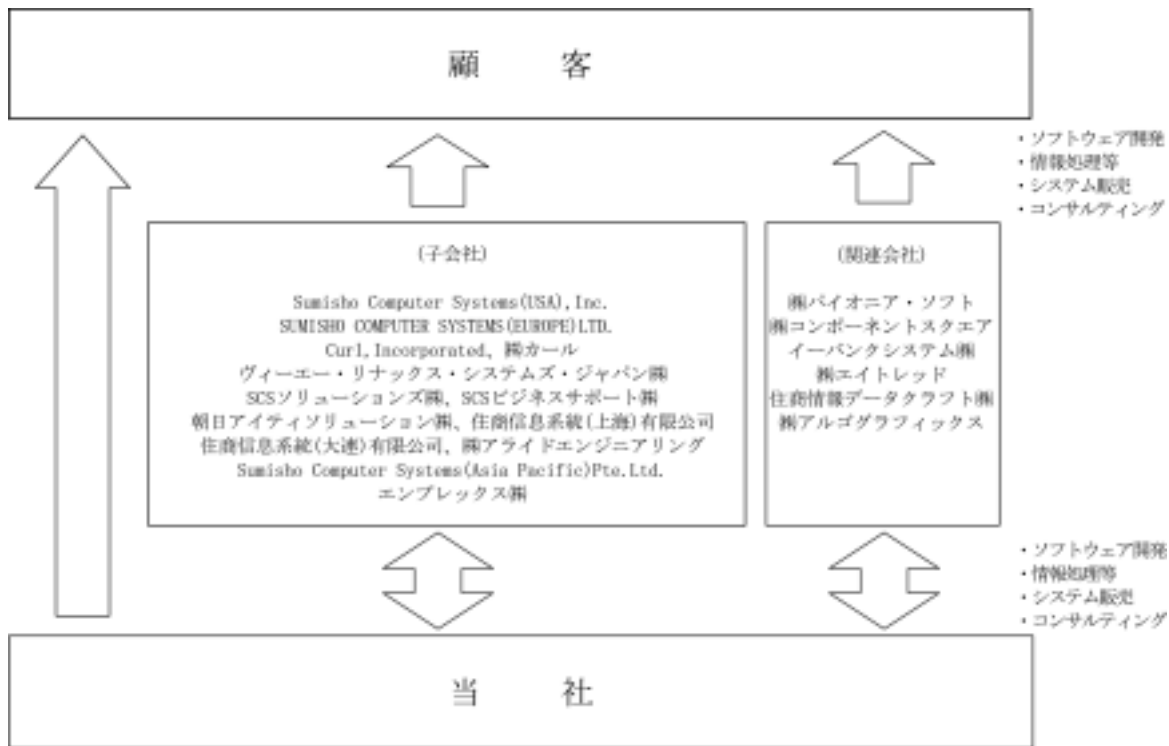 顧 客
・ソフトウェア開発
・情報処理等
・システム販売
・コンサルティング
(子会社)
Sumisho Computer Systems(USA),Inc.
SUMISHO COMPUTER SYSTEMS(EUROPE)LTD.
Curl,Incorporated、㈱カール
ヴィーエー・リナックス・システムズ・ジャパン㈱
SCSソリューションズ㈱、SCSビジネスサポート㈱
朝日アイティソリューション㈱、住商信息系統(上海)有限公司
住商信息系統(大連)有限公司、㈱アライドエンジニアリング
Sumisho Computer Systems(Asia Pacific)Pte.Ltd.
エンプレックス㈱
(関連会社)
㈱パイオニア・ソフト
㈱コンポーネントスクエア
イーバンクシステム㈱
㈱エイトレッド
住商情報データクラフト㈱
㈱アルゴグラフィックス
・ソフトウェア開発
・情報処理等
・システム販売
・コンサルティング
当 社